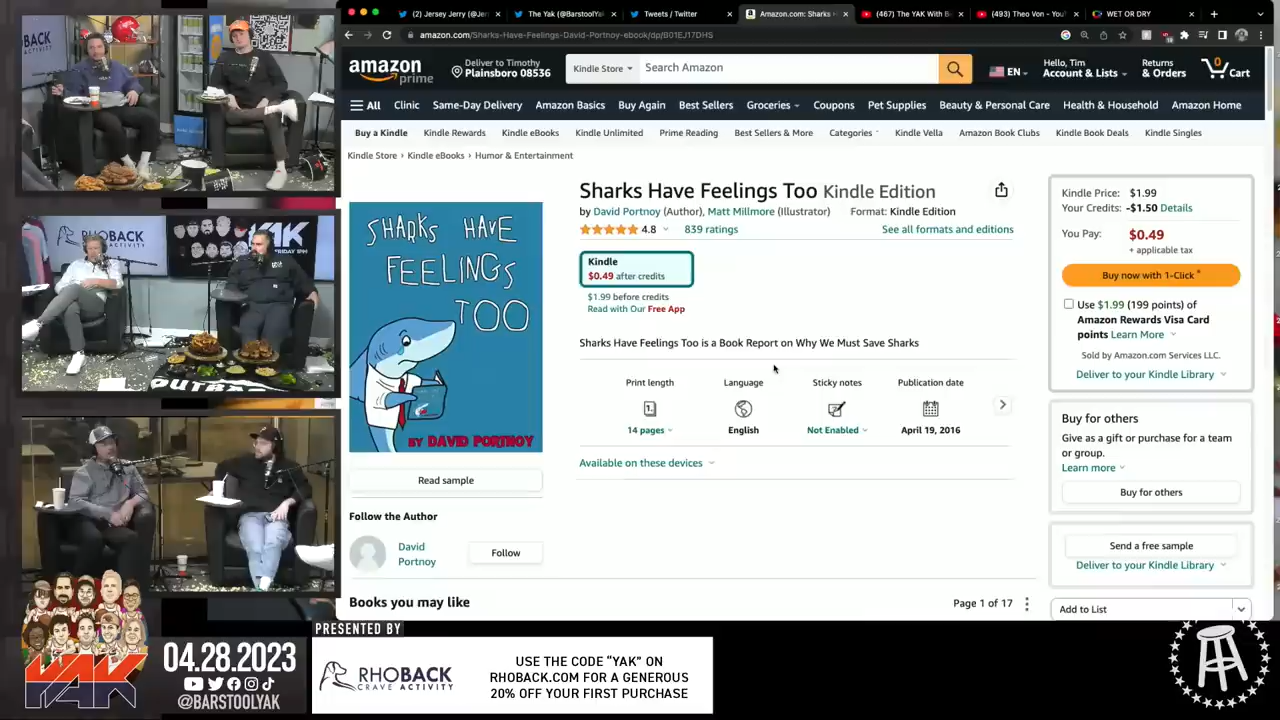 (2) Jersey Jerry (@Jer
The Yak (@BarstoolYak
Tweets / Twitter
Amazon.com: Sharks H
(467) The YAK With B
(493) Theo Von - You
WET OR DRY
amazon.com/Sharks-Have-Feelings-David-Portnoy-ebook/dp/B01EJ17DHS
amazon prime
Deliver to Timothy
Plainsboro 08536
Kindle Store
Search Amazon
EN
Hello, Tim
Account & Lists
Returns
& Orders
0
Cart
All
Clinic
Same-Day Delivery
Amazon Basics
Buy Again
Best Sellers
Groceries
Coupons
Pet Supplies
Beauty & Personal Care
Health & Household
Amazon Home
Buy a Kindle
Kindle Rewards
Kindle eBooks
Kindle Unlimited
Prime Reading
Best Sellers & More
Categories
Kindle Vella
Amazon Book Clubs
Kindle Book Deals
Kindle Singles
Kindle Store › Kindle eBooks › Humor & Entertainment
SHARKS HAVE
FEELINGS
TOO
BY DAVID PORTNOY
Read sample
Follow the Author
David
Portnoy
Follow
Sharks Have Feelings Too Kindle Edition
by David Portnoy (Author), Matt Millmore (Illustrator) Format: Kindle Edition
4.8 839 ratings
See all formats and editions
Kindle
$0.49 after credits
$1.99 before credits
Read with Our Free App
Sharks Have Feelings Too is a Book Report on Why We Must Save Sharks
Print length
14 pages
Language
English
Sticky notes
Not Enabled
Publication date
April 19, 2016
Available on these devices
Books you may like
Page 1 of 17
Kindle Price: $1.99
Your Credits: -$1.50 Details
You Pay: $0.49
+ applicable tax
Buy now with 1-Click
Use $1.99 (199 points) of
Amazon Rewards Visa Card
points Learn More
Sold by Amazon.com Services LLC.
Deliver to your Kindle Library
Buy for others
Give as a gift or purchase for a team
or group.
Learn more
Buy for others
Send a free sample
Deliver to your Kindle Library
Add to List
RHOBACK
ACTIVITY
YAK
YAK
04.28.2023
@BARSTOOLYAK
PRESENTED BY
RHOBACK
CRAVE ACTIVITY
USE THE CODE “YAK” ON
RHOBACK.COM FOR A GENEROUS
20% OFF YOUR FIRST PURCHASE